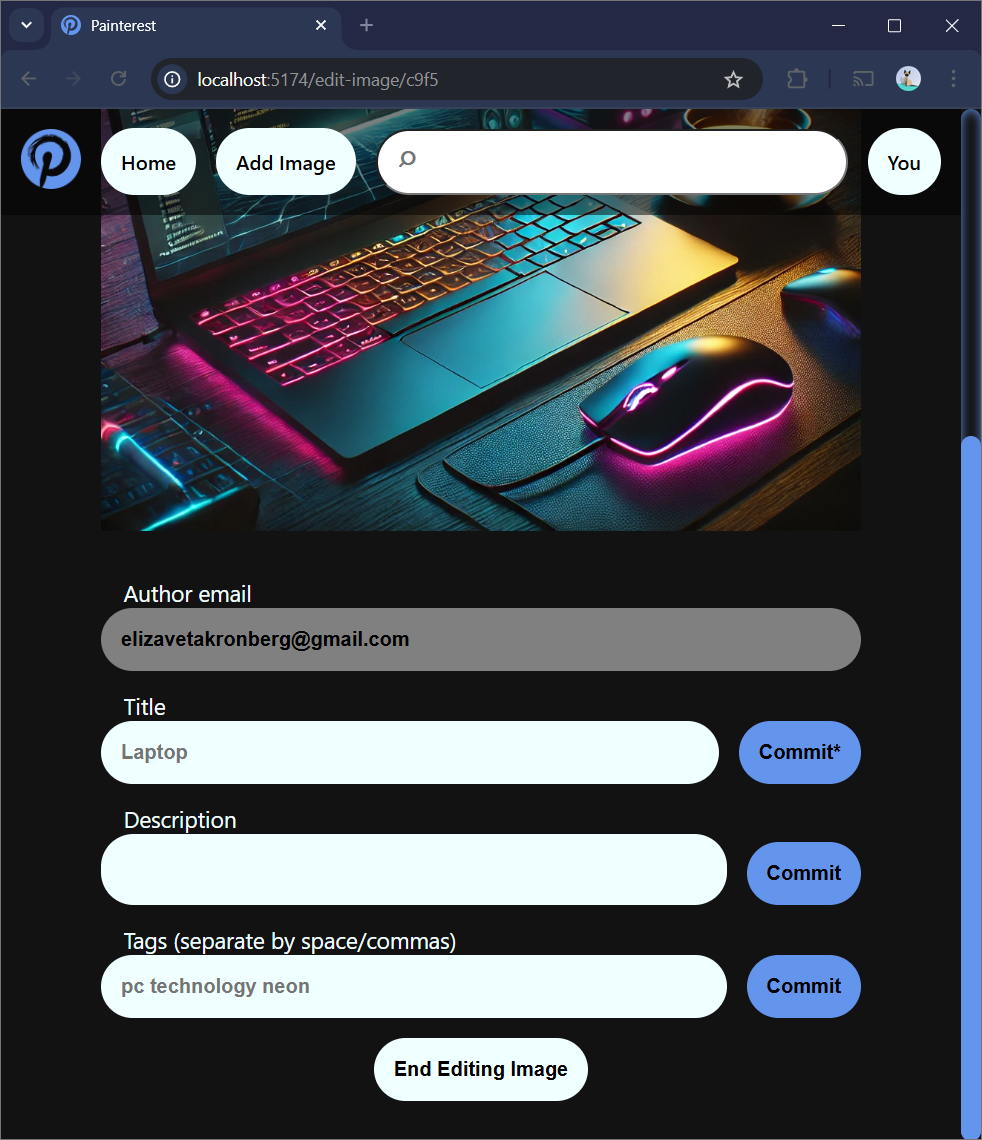 Painterest
localhost:5174/edit-image/c9f5
Home
Add Image
You
Author email
elizavetakronberg@gmail.com
Title
Laptop
Commit*
Description
Commit
Tags (separate by space/commas)
pc technology neon
Commit
End Editing Image